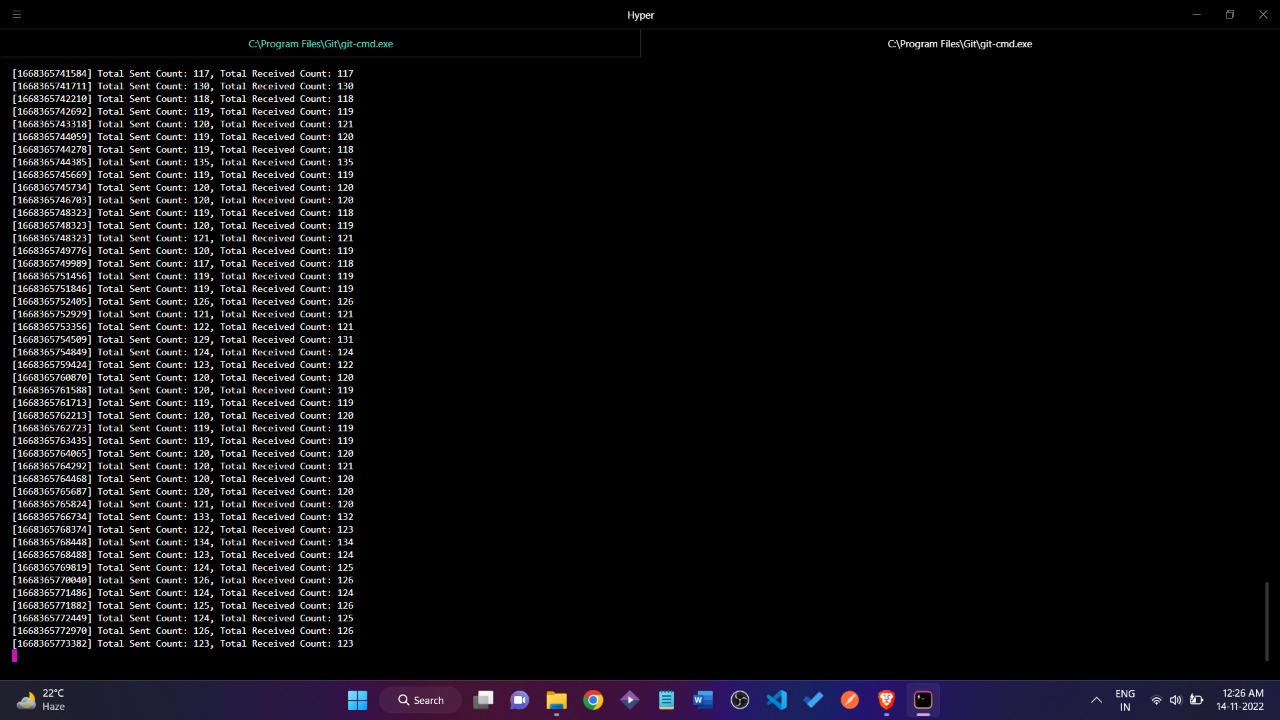 Hyper
C:\Program Files\Git\git-cmd.exe
C:\Program Files\Git\git-cmd.exe
[1668365741584] Total Sent Count: 117, Total Received Count: 117
[1668365741711] Total Sent Count: 130, Total Received Count: 130
[1668365742210] Total Sent Count: 118, Total Received Count: 118
[1668365742692] Total Sent Count: 119, Total Received Count: 119
[1668365743318] Total Sent Count: 120, Total Received Count: 121
[1668365744059] Total Sent Count: 119, Total Received Count: 120
[1668365744278] Total Sent Count: 119, Total Received Count: 118
[1668365744385] Total Sent Count: 135, Total Received Count: 135
[1668365745669] Total Sent Count: 119, Total Received Count: 119
[1668365745734] Total Sent Count: 120, Total Received Count: 120
[1668365746703] Total Sent Count: 120, Total Received Count: 120
[1668365748323] Total Sent Count: 119, Total Received Count: 118
[1668365748323] Total Sent Count: 120, Total Received Count: 119
[1668365748323] Total Sent Count: 121, Total Received Count: 121
[1668365749776] Total Sent Count: 120, Total Received Count: 119
[1668365749989] Total Sent Count: 117, Total Received Count: 118
[1668365751456] Total Sent Count: 119, Total Received Count: 119
[1668365751846] Total Sent Count: 119, Total Received Count: 119
[1668365752405] Total Sent Count: 126, Total Received Count: 126
[1668365752929] Total Sent Count: 121, Total Received Count: 121
[1668365753356] Total Sent Count: 122, Total Received Count: 121
[1668365754509] Total Sent Count: 129, Total Received Count: 131
[1668365754849] Total Sent Count: 124, Total Received Count: 124
[1668365759424] Total Sent Count: 123, Total Received Count: 122
[1668365760870] Total Sent Count: 120, Total Received Count: 120
[1668365761588] Total Sent Count: 120, Total Received Count: 119
[1668365761713] Total Sent Count: 119, Total Received Count: 119
[1668365762213] Total Sent Count: 120, Total Received Count: 120
[1668365762723] Total Sent Count: 119, Total Received Count: 119
[1668365763435] Total Sent Count: 119, Total Received Count: 119
[1668365764065] Total Sent Count: 120, Total Received Count: 120
[1668365764292] Total Sent Count: 120, Total Received Count: 121
[1668365764468] Total Sent Count: 120, Total Received Count: 120
[1668365765687] Total Sent Count: 120, Total Received Count: 120
[1668365765824] Total Sent Count: 121, Total Received Count: 120
[1668365766734] Total Sent Count: 133, Total Received Count: 132
[1668365768374] Total Sent Count: 122, Total Received Count: 123
[1668365768448] Total Sent Count: 134, Total Received Count: 134
[1668365768488] Total Sent Count: 123, Total Received Count: 124
[1668365769819] Total Sent Count: 124, Total Received Count: 125
[1668365770040] Total Sent Count: 126, Total Received Count: 126
[1668365771486] Total Sent Count: 124, Total Received Count: 124
[1668365771882] Total Sent Count: 125, Total Received Count: 126
[1668365772449] Total Sent Count: 124, Total Received Count: 125
[1668365772970] Total Sent Count: 126, Total Received Count: 126
[1668365773382] Total Sent Count: 123, Total Received Count: 123
22°C
Haze
Search
ENG
IN
12:26 AM
14-11-2022